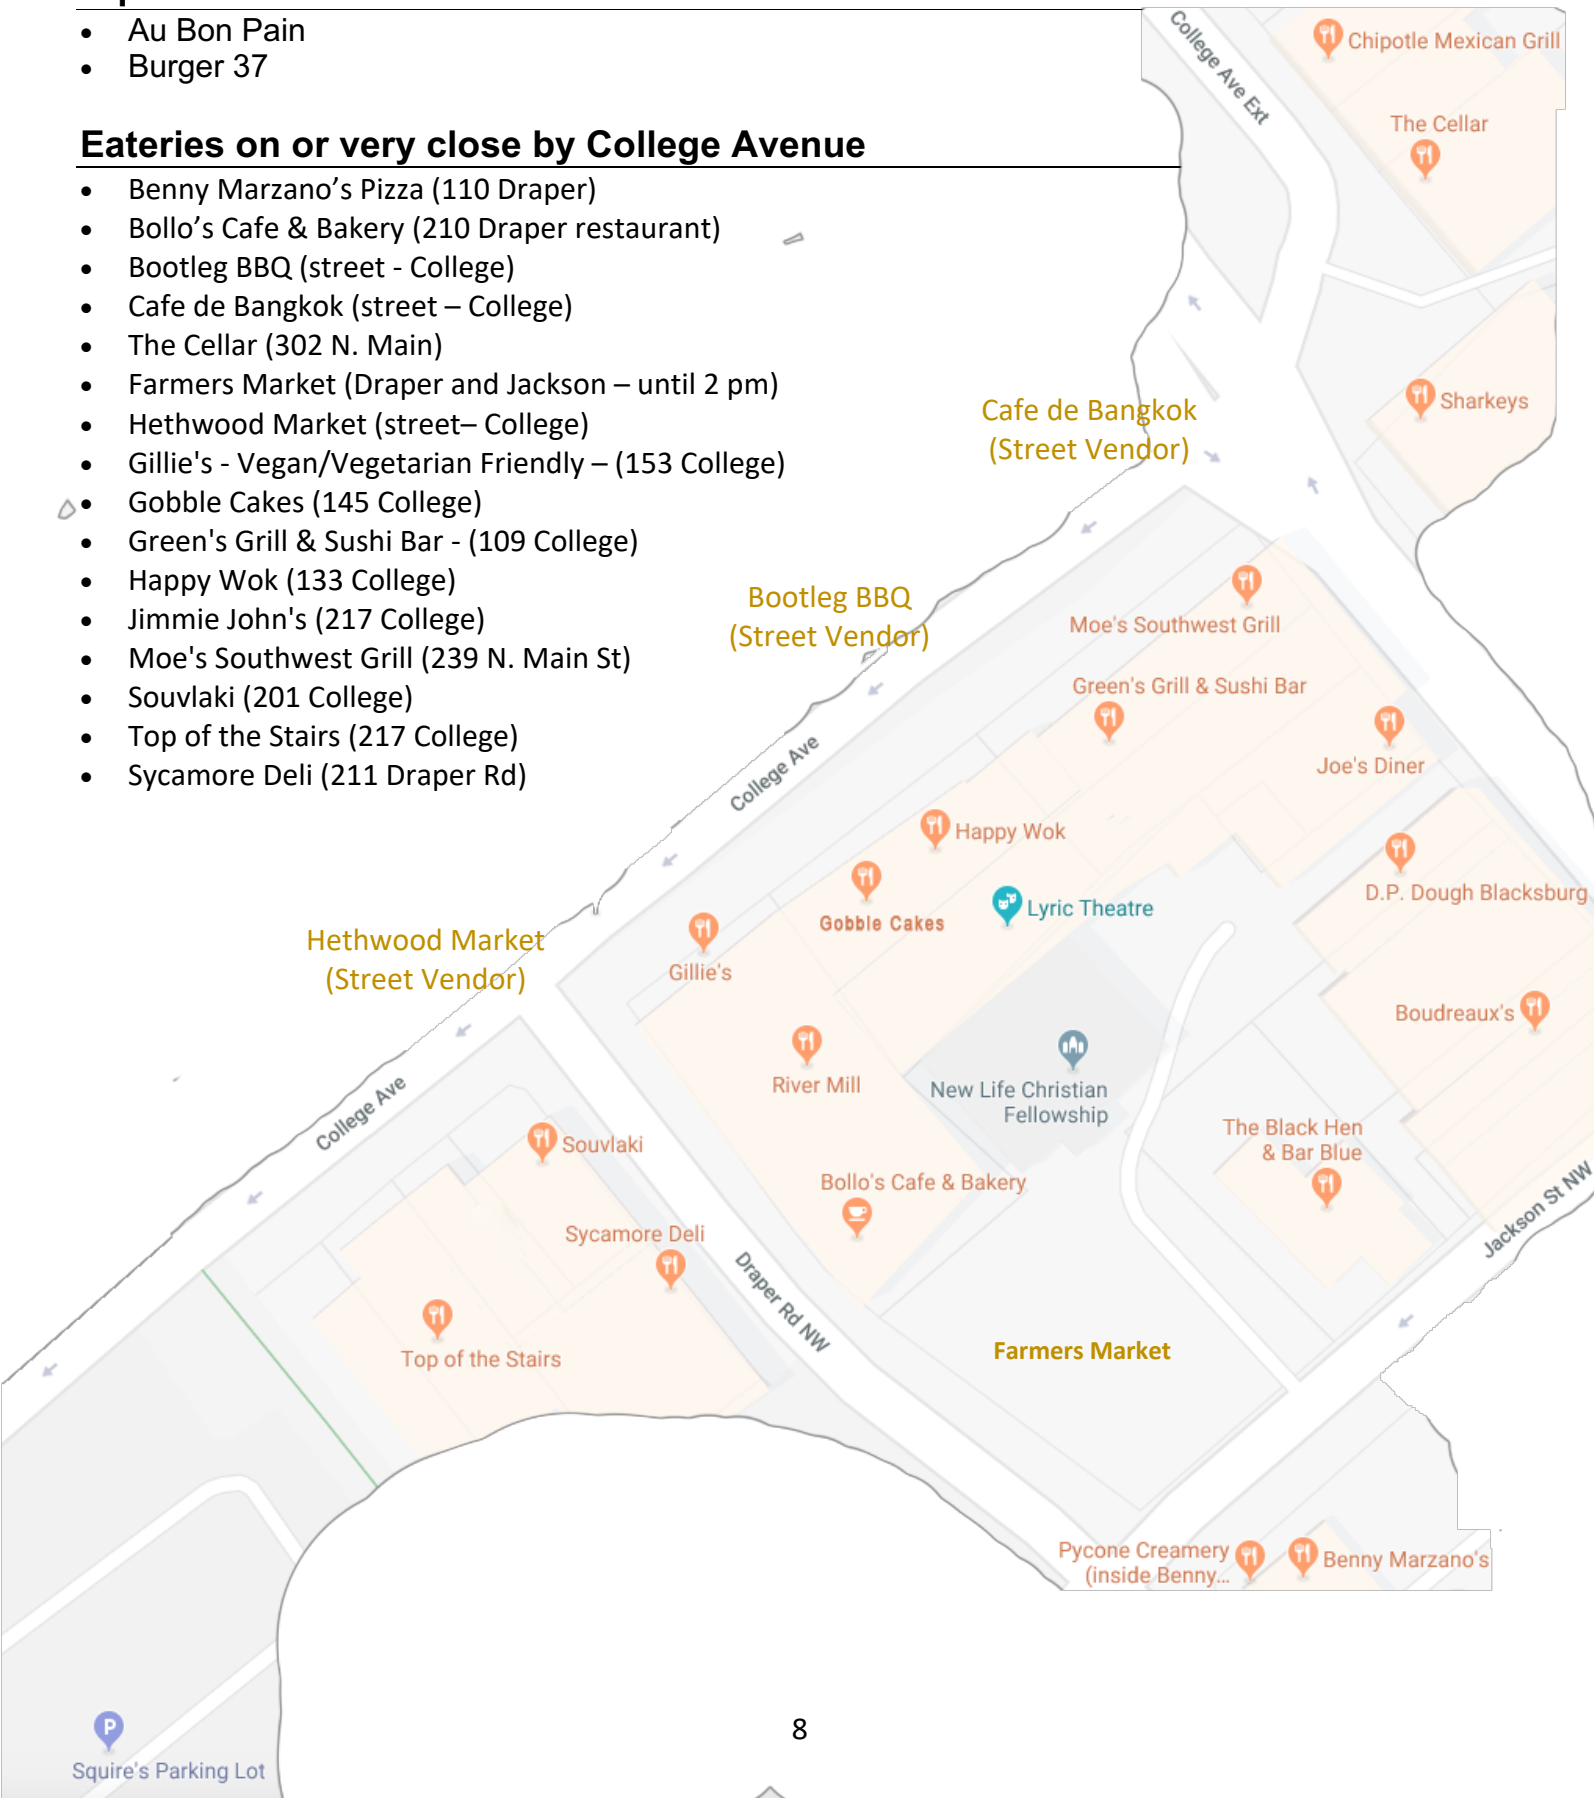 • Au Bon Pain
• Burger 37
Eateries on or very close by College Avenue
• Benny Marzano’s Pizza (110 Draper)
• Bollo’s Cafe & Bakery (210 Draper restaurant)
• Bootleg BBQ (street - College)
• Cafe de Bangkok (street – College)
• The Cellar (302 N. Main)
• Farmers Market (Draper and Jackson – until 2 pm)
• Hethwood Market (street– College)
• Gillie's - Vegan/Vegetarian Friendly – (153 College)
• Gobble Cakes (145 College)
• Green's Grill & Sushi Bar - (109 College)
• Happy Wok (133 College)
• Jimmie John's (217 College)
• Moe's Southwest Grill (239 N. Main St)
• Souvlaki (201 College)
• Top of the Stairs (217 College)
• Sycamore Deli (211 Draper Rd)
College Ave Ext
Chipotle Mexican Grill
The Cellar
Sharkeys
Cafe de Bangkok
(Street Vendor)
Bootleg BBQ
(Street Vendor)
Moe's Southwest Grill
Green's Grill & Sushi Bar
College Ave
Joe's Diner
Happy Wok
D.P. Dough Blacksburg
Lyric Theatre
Gobble Cakes
Hethwood Market
(Street Vendor)
Gillie's
Boudreaux's
River Mill
New Life Christian
Fellowship
College Ave
The Black Hen
& Bar Blue
Souvlaki
Bollo's Cafe & Bakery
Jackson St NW
Sycamore Deli
Draper Rd NW
Farmers Market
Top of the Stairs
Pycone Creamery
(inside Benny...
Benny Marzano's
8
P
Squire's Parking Lot